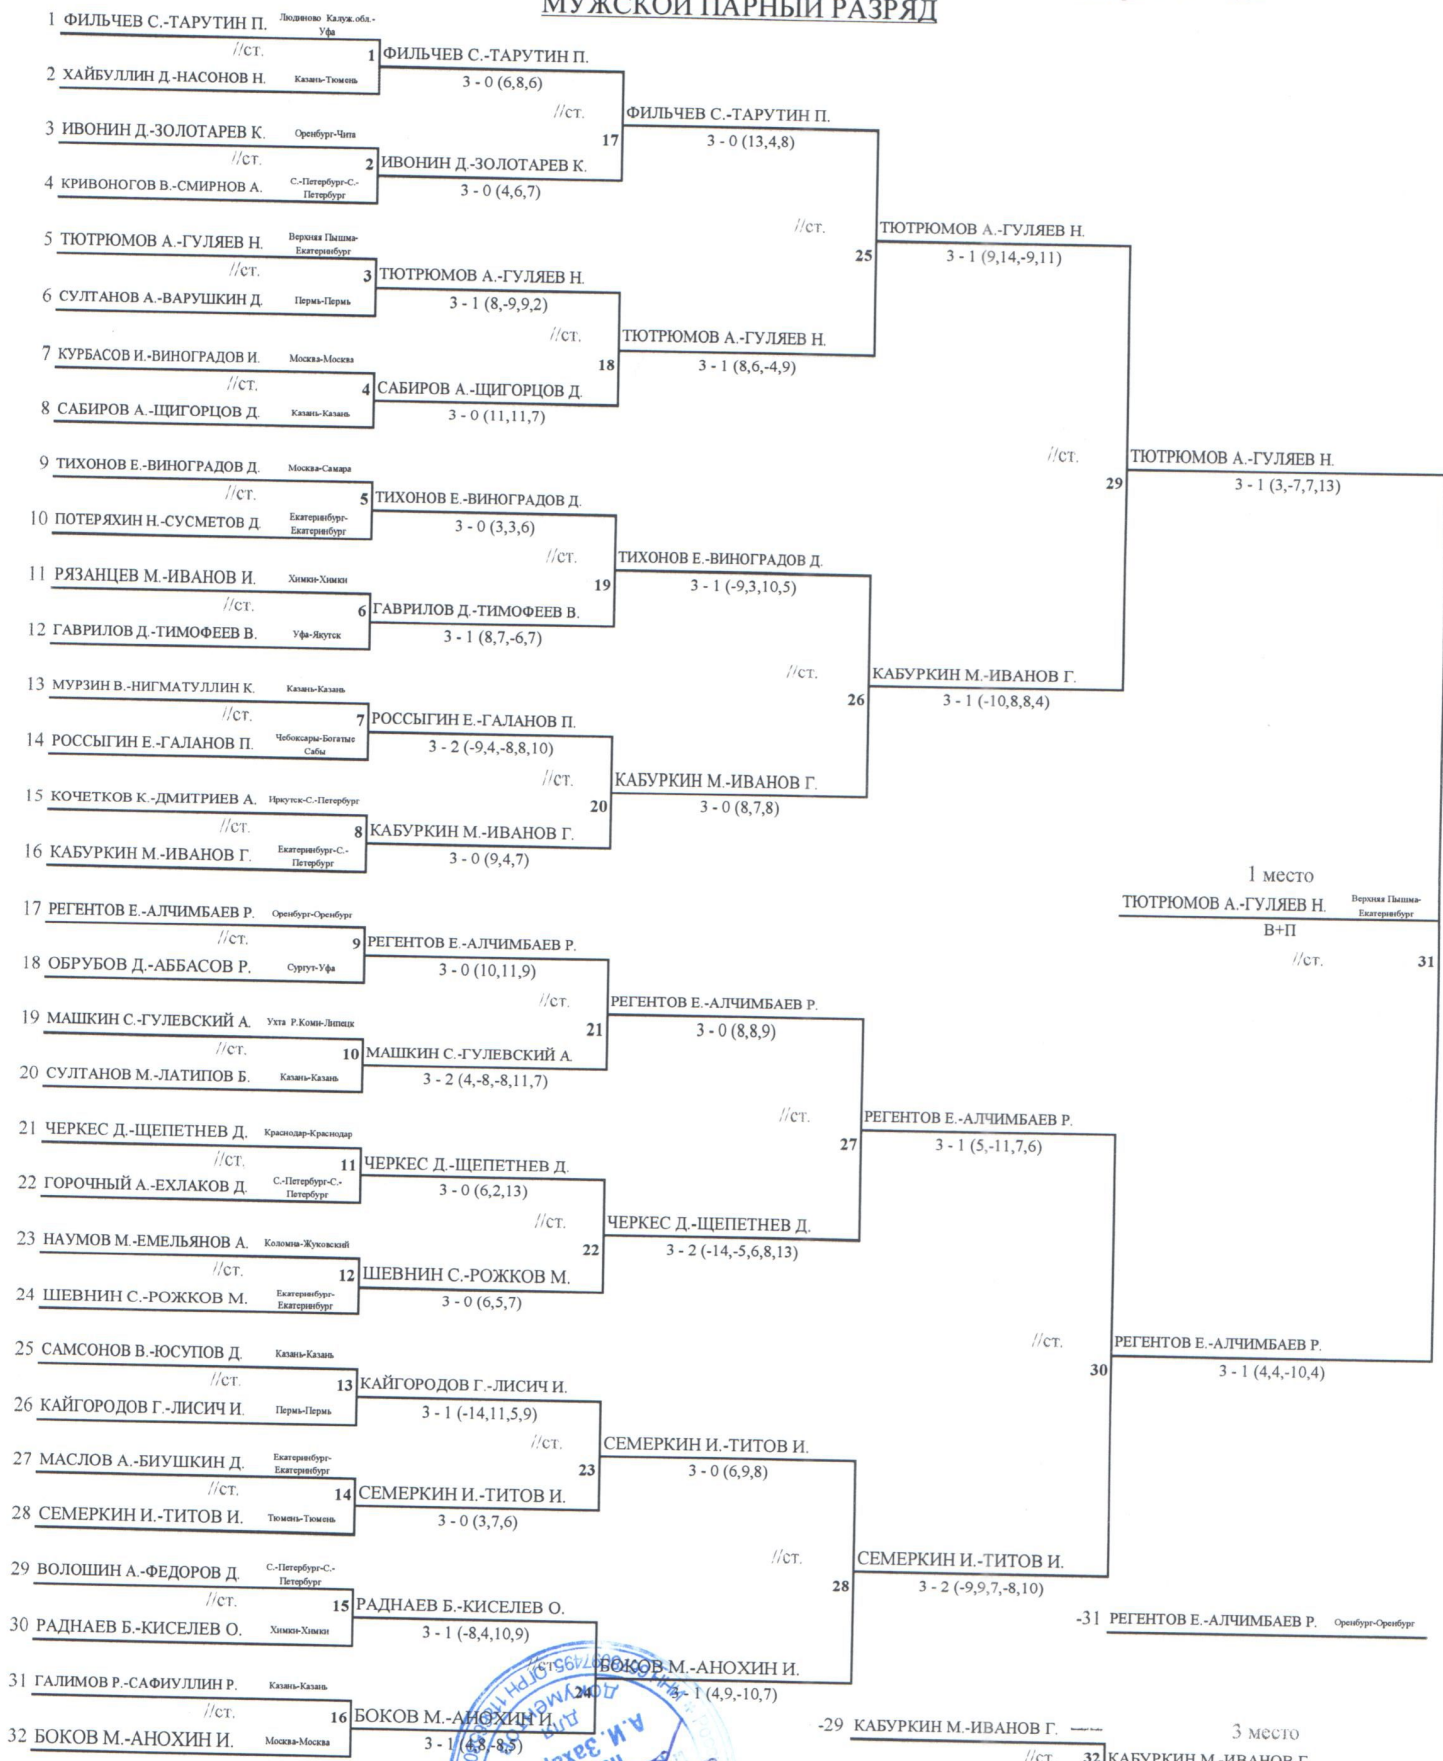 МУЖСКОЙ ПАРНЫЙ РАЗРЯД
1 ФИЛЬЧЕВ С.-ТАРУТИН П. Людиново Калуж.обл.-Уфа
//ст. 1 ФИЛЬЧЕВ С.-ТАРУТИН П.
2 ХАЙБУЛЛИН Д.-НАСОНОВ Н. Казань-Тюмень 3 - 0 (6,8,6)
//ст. 17 ФИЛЬЧЕВ С.-ТАРУТИН П.
3 ИВОНИН Д.-ЗОЛОТАРЕВ К. Оренбург-Чита 3 - 0 (13,4,8)
//ст. 2 ИВОНИН Д.-ЗОЛОТАРЕВ К.
4 КРИВОНОГОВ В.-СМИРНОВ А. С.-Петербург-С.-Петербург 3 - 0 (4,6,7)
//ст. 25 ТЮТРЮМОВ А.-ГУЛЯЕВ Н.
5 ТЮТРЮМОВ А.-ГУЛЯЕВ Н. Верхняя Пышма-Екатеринбург 3 - 1 (9,14,-9,11)
//ст. 3 ТЮТРЮМОВ А.-ГУЛЯЕВ Н.
6 СУЛТАНОВ А.-ВАРУШКИН Д. Пермь-Пермь 3 - 1 (8,-9,9,2)
//ст. 18 ТЮТРЮМОВ А.-ГУЛЯЕВ Н.
7 КУРБАСОВ И.-ВИНОГРАДОВ И. Москва-Москва 3 - 1 (8,6,-4,9)
//ст. 4 САБИРОВ А.-ЩИГОРЦОВ Д.
8 САБИРОВ А.-ЩИГОРЦОВ Д. Казань-Казань 3 - 0 (11,11,7)
//ст. 29 ТЮТРЮМОВ А.-ГУЛЯЕВ Н.
9 ТИХОНОВ Е.-ВИНОГРАДОВ Д. Москва-Самара 3 - 1 (3,-7,7,13)
//ст. 5 ТИХОНОВ Е.-ВИНОГРАДОВ Д.
10 ПОТЕРЯХИН Н.-СУСМЕТОВ Д. Екатеринбург-Екатеринбург 3 - 0 (3,3,6)
//ст. 19 ТИХОНОВ Е.-ВИНОГРАДОВ Д.
11 РЯЗАНЦЕВ М.-ИВАНОВ И. Химки-Химки 3 - 1 (-9,3,10,5)
//ст. 6 ГАВРИЛОВ Д.-ТИМОФЕЕВ В.
12 ГАВРИЛОВ Д.-ТИМОФЕЕВ В. Уфа-Якутск 3 - 1 (8,7,-6,7)
//ст. 26 КАБУРКИН М.-ИВАНОВ Г.
13 МУРЗИН В.-НИГМАТУЛЛИН К. Казань-Казань 3 - 1 (-10,8,8,4)
//ст. 7 РОССЫГИН Е.-ГАЛАНОВ П.
14 РОССЫГИН Е.-ГАЛАНОВ П. Чебоксары-Богатые Сабы 3 - 2 (-9,4,-8,8,10)
//ст. 20 КАБУРКИН М.-ИВАНОВ Г.
15 КОЧЕТКОВ К.-ДМИТРИЕВ А. Иркутск-С.-Петербург 3 - 0 (8,7,8)
//ст. 8 КАБУРКИН М.-ИВАНОВ Г.
16 КАБУРКИН М.-ИВАНОВ Г. Екатеринбург-С.-Петербург 3 - 0 (9,4,7)
1 место
17 РЕГЕНТОВ Е.-АЛЧИМБАЕВ Р. Оренбург-Оренбург ТЮТРЮМОВ А.-ГУЛЯЕВ Н. Верхняя Пышма-Екатеринбург
В+П
//ст. 9 РЕГЕНТОВ Е.-АЛЧИМБАЕВ Р.
18 ОБРУБОВ Д.-АББАСОВ Р. Сургут-Уфа 3 - 0 (10,11,9) //ст. 31
//ст. 21 РЕГЕНТОВ Е.-АЛЧИМБАЕВ Р.
19 МАШКИН С.-ГУЛЕВСКИЙ А. Ухта Р.Коми-Липецк 3 - 0 (8,8,9)
//ст. 10 МАШКИН С.-ГУЛЕВСКИЙ А.
20 СУЛТАНОВ М.-ЛАТИПОВ Б. Казань-Казань 3 - 2 (4,-8,-8,11,7)
//ст. 27 РЕГЕНТОВ Е.-АЛЧИМБАЕВ Р.
21 ЧЕРКЕС Д.-ЩЕПЕТНЕВ Д. Краснодар-Краснодар 3 - 1 (5,-11,7,6)
//ст. 11 ЧЕРКЕС Д.-ЩЕПЕТНЕВ Д.
22 ГОРОЧНЫЙ А.-ЕХЛАКОВ Д. С.-Петербург-С.-Петербург 3 - 0 (6,2,13)
//ст. 22 ЧЕРКЕС Д.-ЩЕПЕТНЕВ Д.
23 НАУМОВ М.-ЕМЕЛЬЯНОВ А. Коломна-Жуковский 3 - 2 (-14,-5,6,8,13)
//ст. 12 ШЕВНИН С.-РОЖКОВ М.
24 ШЕВНИН С.-РОЖКОВ М. Екатеринбург-Екатеринбург 3 - 0 (6,5,7)
//ст. 30 РЕГЕНТОВ Е.-АЛЧИМБАЕВ Р.
25 САМСОНОВ В.-ЮСУПОВ Д. Казань-Казань 3 - 1 (4,4,-10,4)
//ст. 13 КАЙГОРОДОВ Г.-ЛИСИЧ И.
26 КАЙГОРОДОВ Г.-ЛИСИЧ И. Пермь-Пермь 3 - 1 (-14,11,5,9)
//ст. 23 СЕМЕРКИН И.-ТИТОВ И.
27 МАСЛОВ А.-БИУШКИН Д. Екатеринбург-Екатеринбург 3 - 0 (6,9,8)
//ст. 14 СЕМЕРКИН И.-ТИТОВ И.
28 СЕМЕРКИН И.-ТИТОВ И. Тюмень-Тюмень 3 - 0 (3,7,6)
//ст. 28 СЕМЕРКИН И.-ТИТОВ И.
29 ВОЛОШИН А.-ФЕДОРОВ Д. С.-Петербург-С.-Петербург 3 - 2 (-9,9,7,-8,10)
//ст. 15 РАДНАЕВ Б.-КИСЕЛЕВ О.
30 РАДНАЕВ Б.-КИСЕЛЕВ О. Химки-Химки 3 - 1 (-8,4,10,9) -31 РЕГЕНТОВ Е.-АЛЧИМБАЕВ Р. Оренбург-Оренбург
//ст. 24 БОКОВ М.-АНОХИН И.
31 ГАЛИМОВ Р.-САФИУЛЛИН Р. Казань-Казань 3 - 1 (4,9,-10,7)
//ст. 16 БОКОВ М.-АНОХИН И. -29 КАБУРКИН М.-ИВАНОВ Г. 3 место
32 БОКОВ М.-АНОХИН И. Москва-Москва 3 - 1 (4,8,-8,5) //ст. 32 КАБУРКИН М.-ИВАНОВ Г.
для
документов